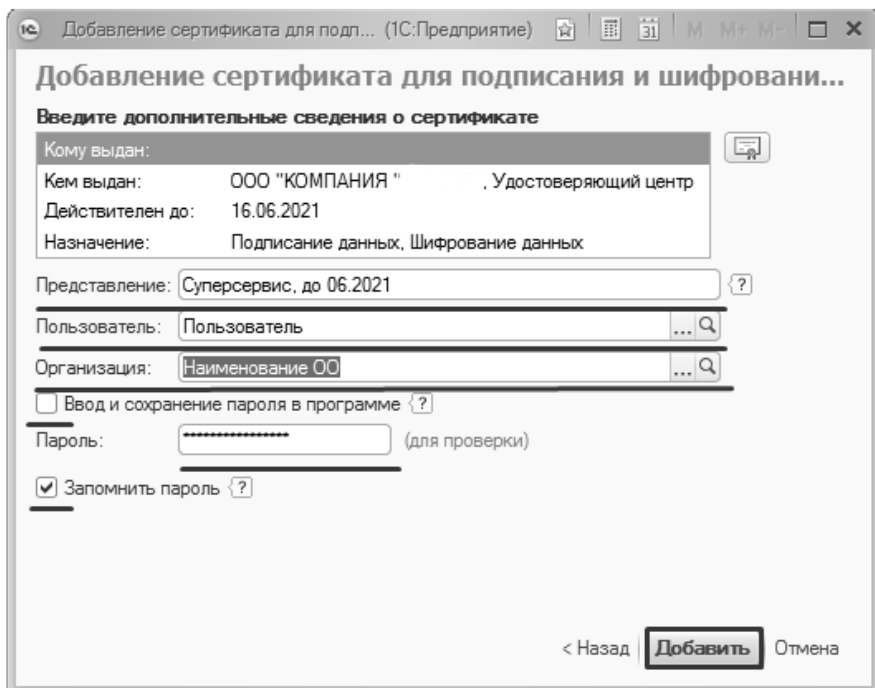 1С Добавление сертификата для подп... (1С:Предприятие) 31 M M+ M-
Добавление сертификата для подписания и шифровани...
Введите дополнительные сведения о сертификате
Кому выдан:
Кем выдан: ООО "КОМПАНИЯ " , Удостоверяющий центр
Действителен до: 16.06.2021
Назначение: Подписание данных, Шифрование данных
Представление: Суперсервис, до 06.2021 ?
Пользователь: Пользователь ...
Организация: Наименование ОО ...
Ввод и сохранение пароля в программе ?
Пароль: **************** (для проверки)
Запомнить пароль ?
< Назад Добавить Отмена